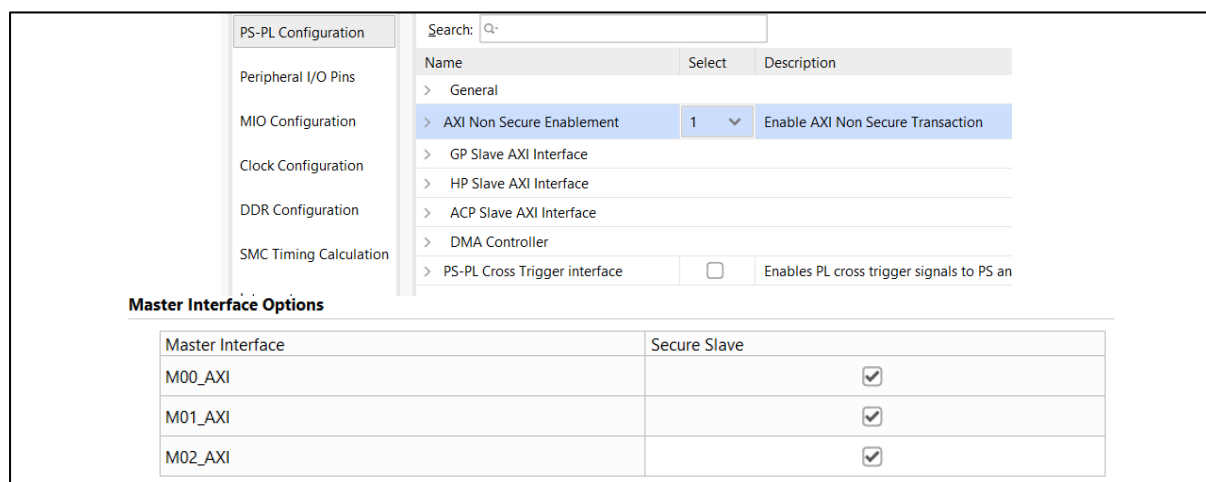 PS-PL Configuration
Peripheral I/O Pins
MIO Configuration
Clock Configuration
DDR Configuration
SMC Timing Calculation
Search:
Name Select Description
General
AXI Non Secure Enablement 1 Enable AXI Non Secure Transaction
GP Slave AXI Interface
HP Slave AXI Interface
ACP Slave AXI Interface
DMA Controller
PS-PL Cross Trigger interface Enables PL cross trigger signals to PS an
Master Interface Options
Master Interface Secure Slave
M00_AXI
M01_AXI
M02_AXI